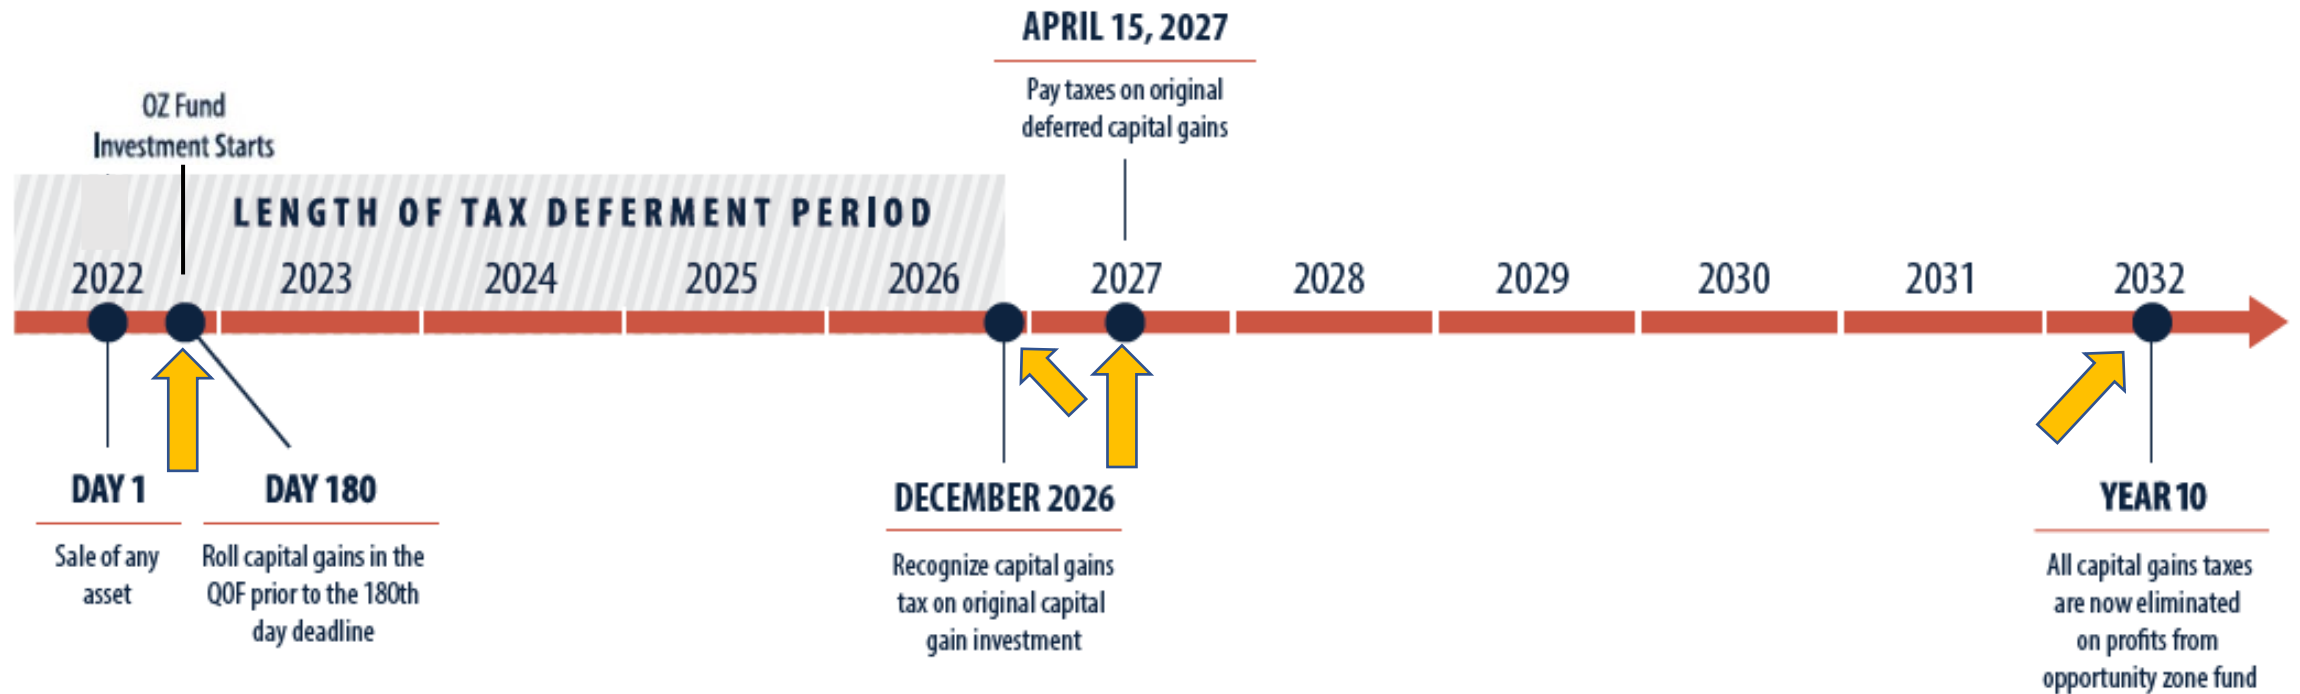 APRIL 15, 2027
Pay taxes on original
deferred capital gains
OZ Fund
Investment Starts
LENGTH OF TAX DEFERMENT PERIOD
2022 2023 2024 2025 2026 2027 2028 2029 2030 2031 2032
DAY 1
Sale of any
asset
DAY 180
Roll capital gains in the
QOF prior to the 180th
day deadline
DECEMBER 2026
Recognize capital gains
tax on original capital
gain investment
YEAR 10
All capital gains taxes
are now eliminated
on profits from
opportunity zone fund